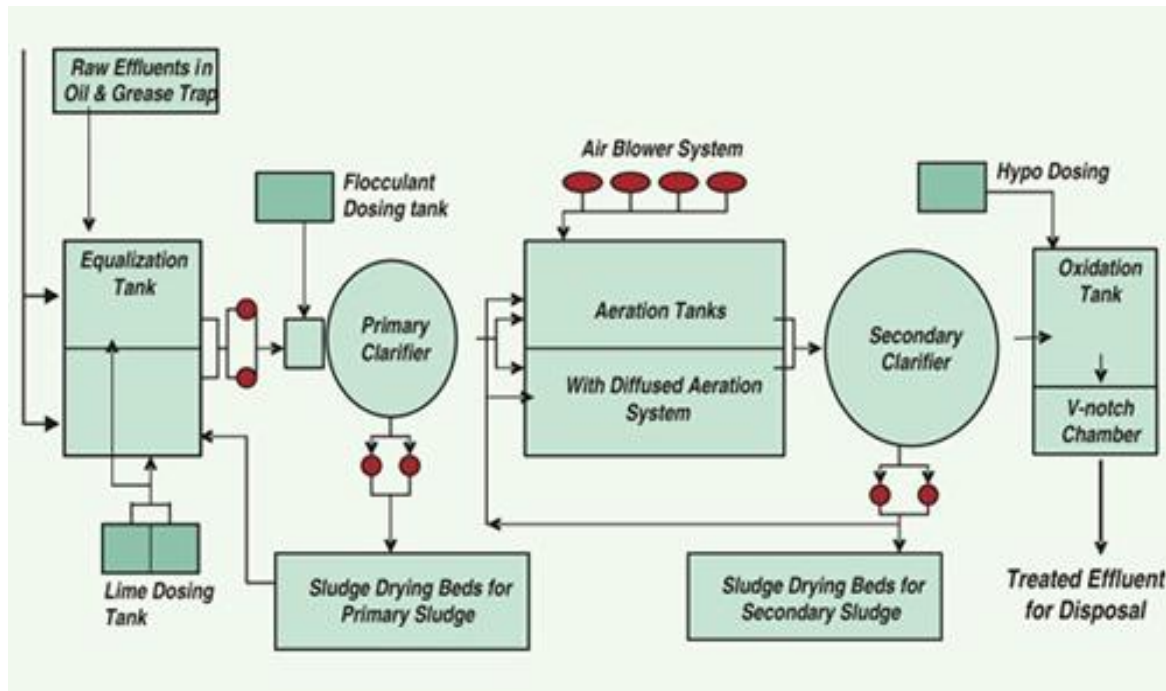 Raw Effluents in
Oil & Grease Trap
Air Blower System
Flocculant
Dosing tank
Hypo Dosing
Equalization
Tank
Primary
Clarifier
Aeration Tanks
With Diffused Aeration
System
Secondary
Clarifier
Oxidation
Tank
V-notch
Chamber
Lime Dosing
Tank
Sludge Drying Beds for
Primary Sludge
Sludge Drying Beds for
Secondary Sludge
Treated Effluent
for Disposal